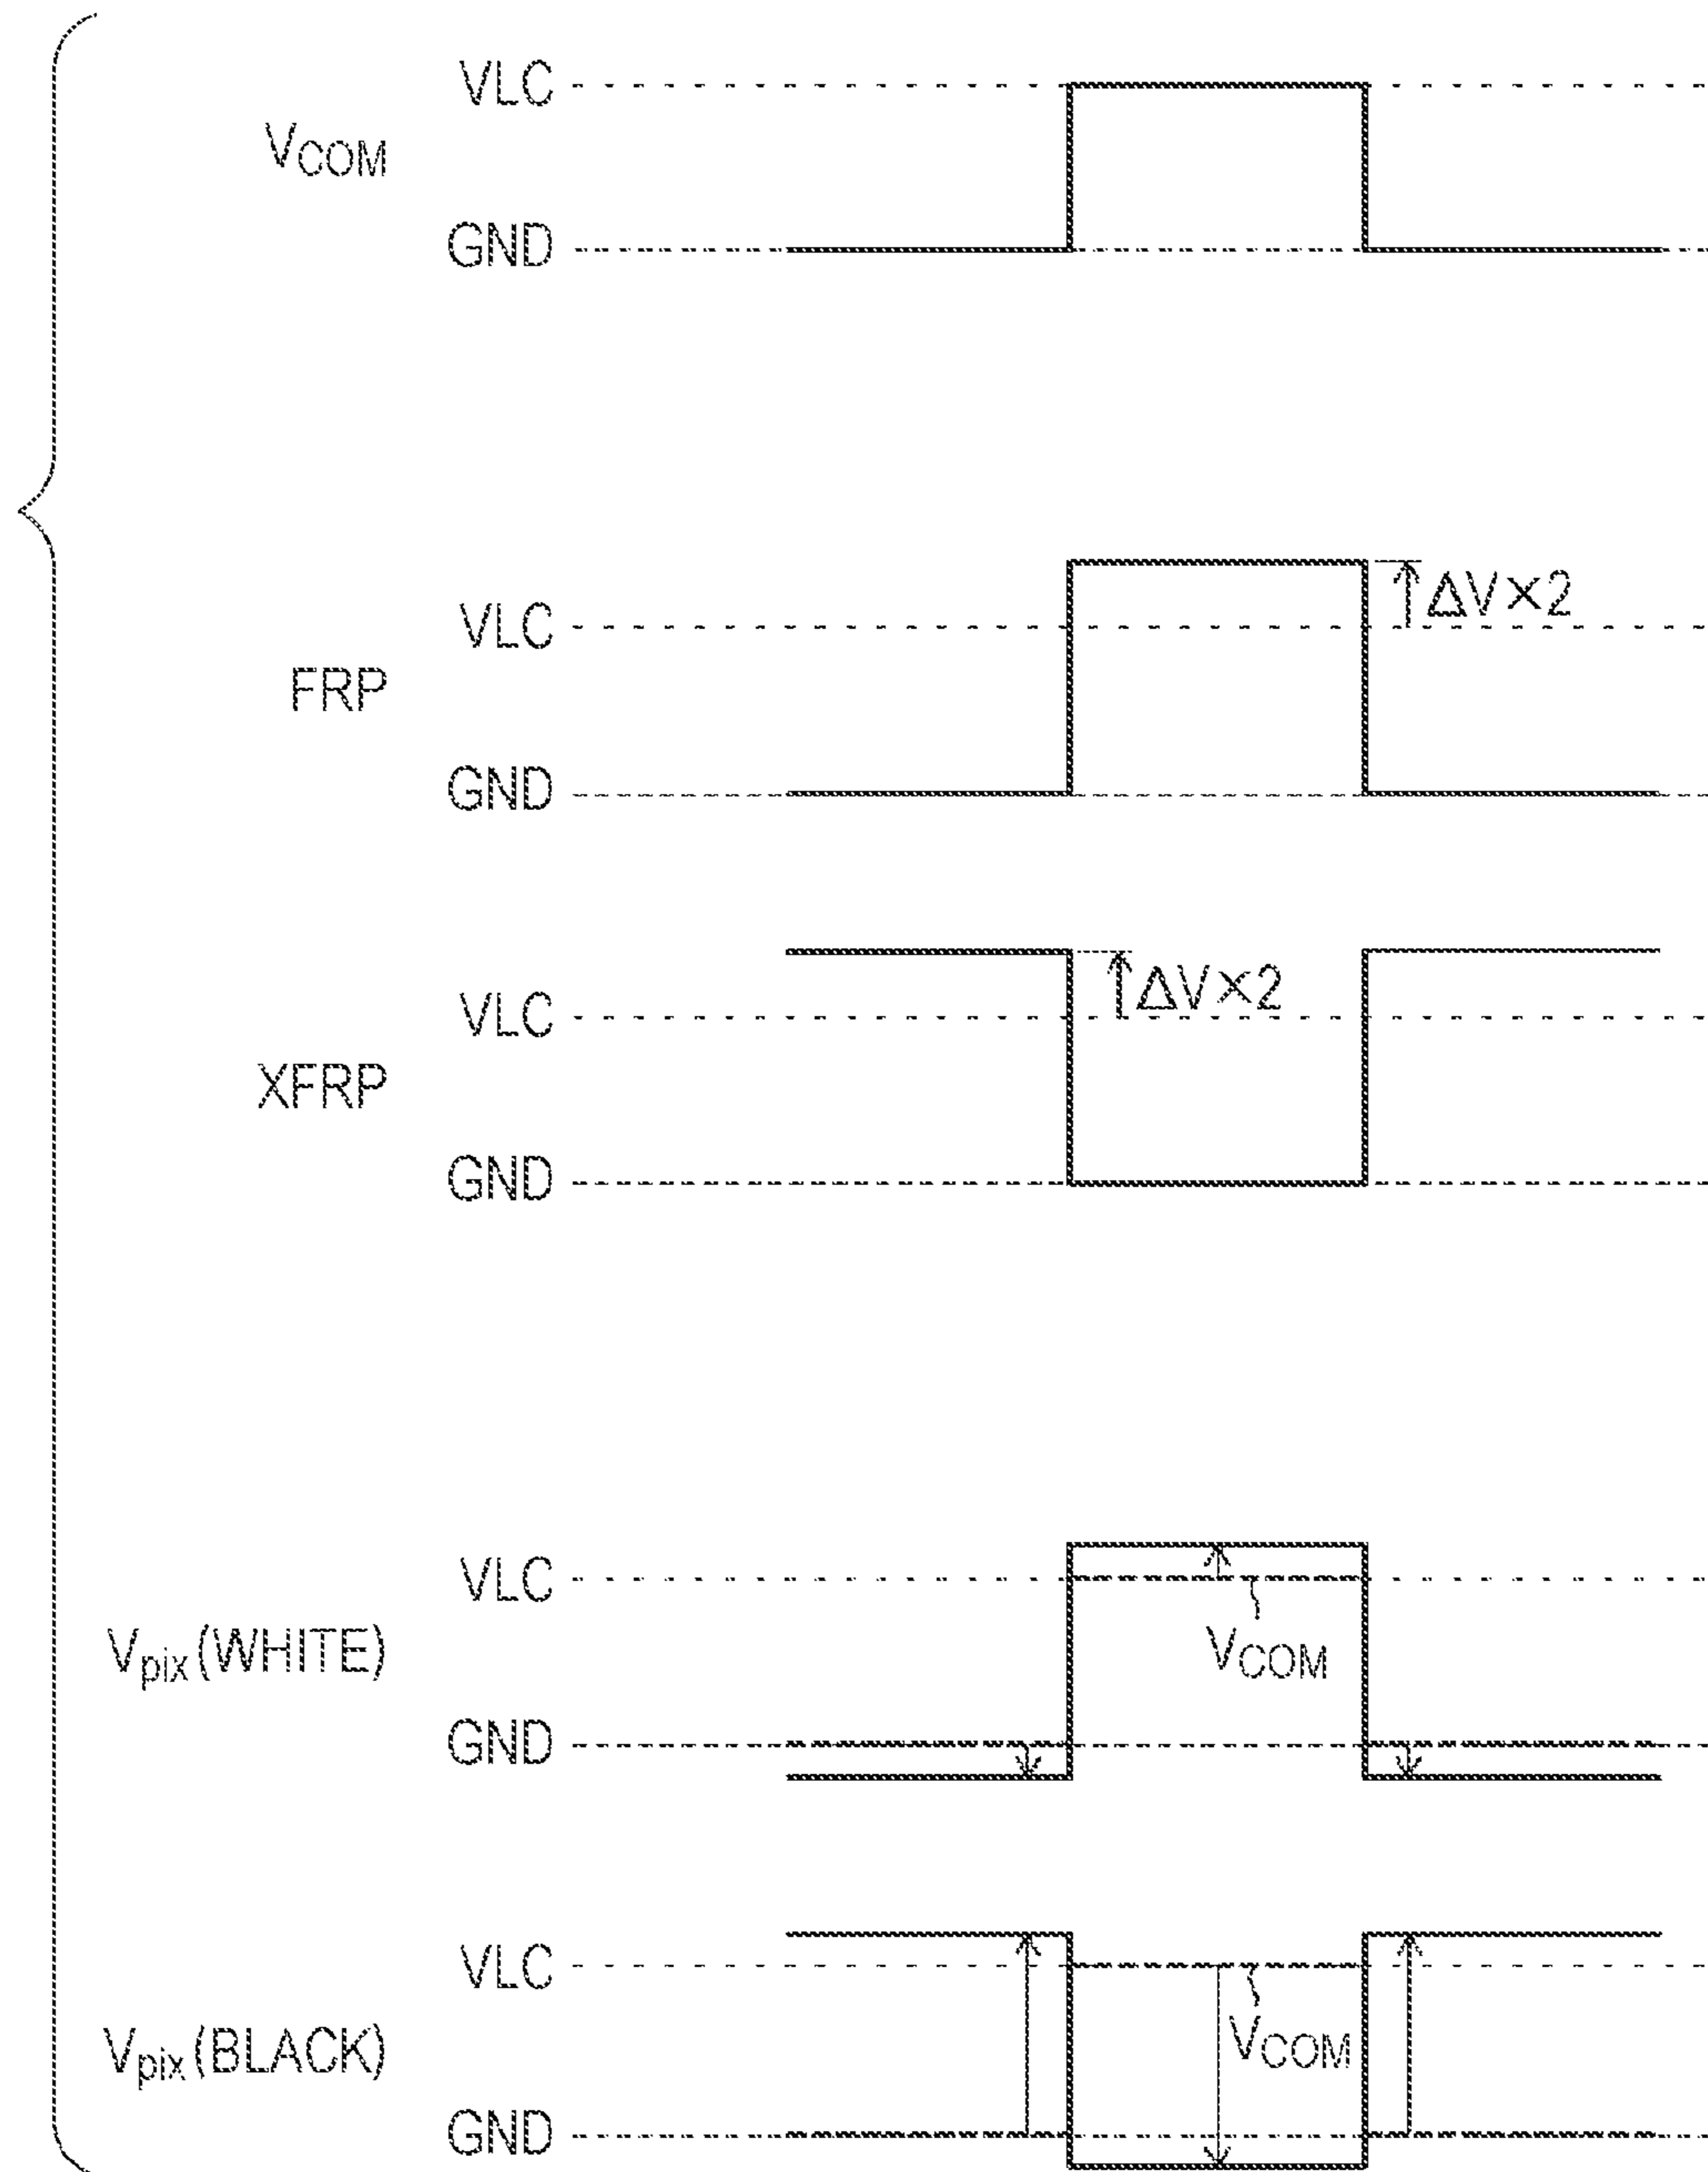 VLC
VCOM
GND
ΔV×2
VLC
FRP
GND
ΔV×2
VLC
XFRP
GND
VLC
Vpix(WHITE)
VCOM
GND
VLC
Vpix(BLACK)
VCOM
GND